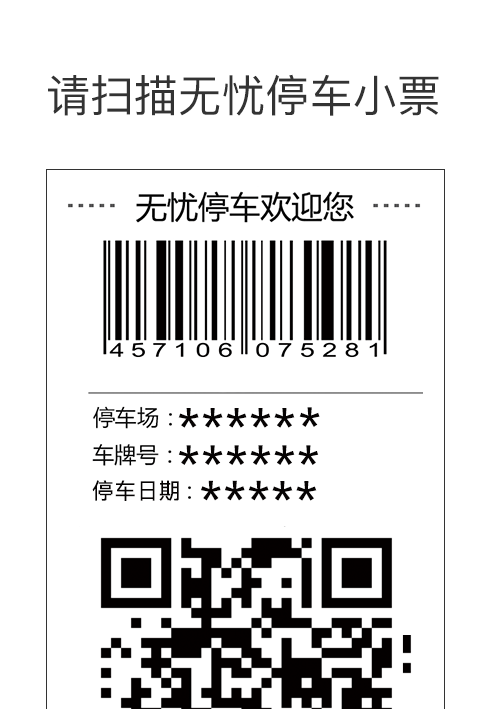 请扫描无忧停车小票
----- 无忧停车欢迎您 -----
457106 075281
停车场：******
车牌号：******
停车日期：*****